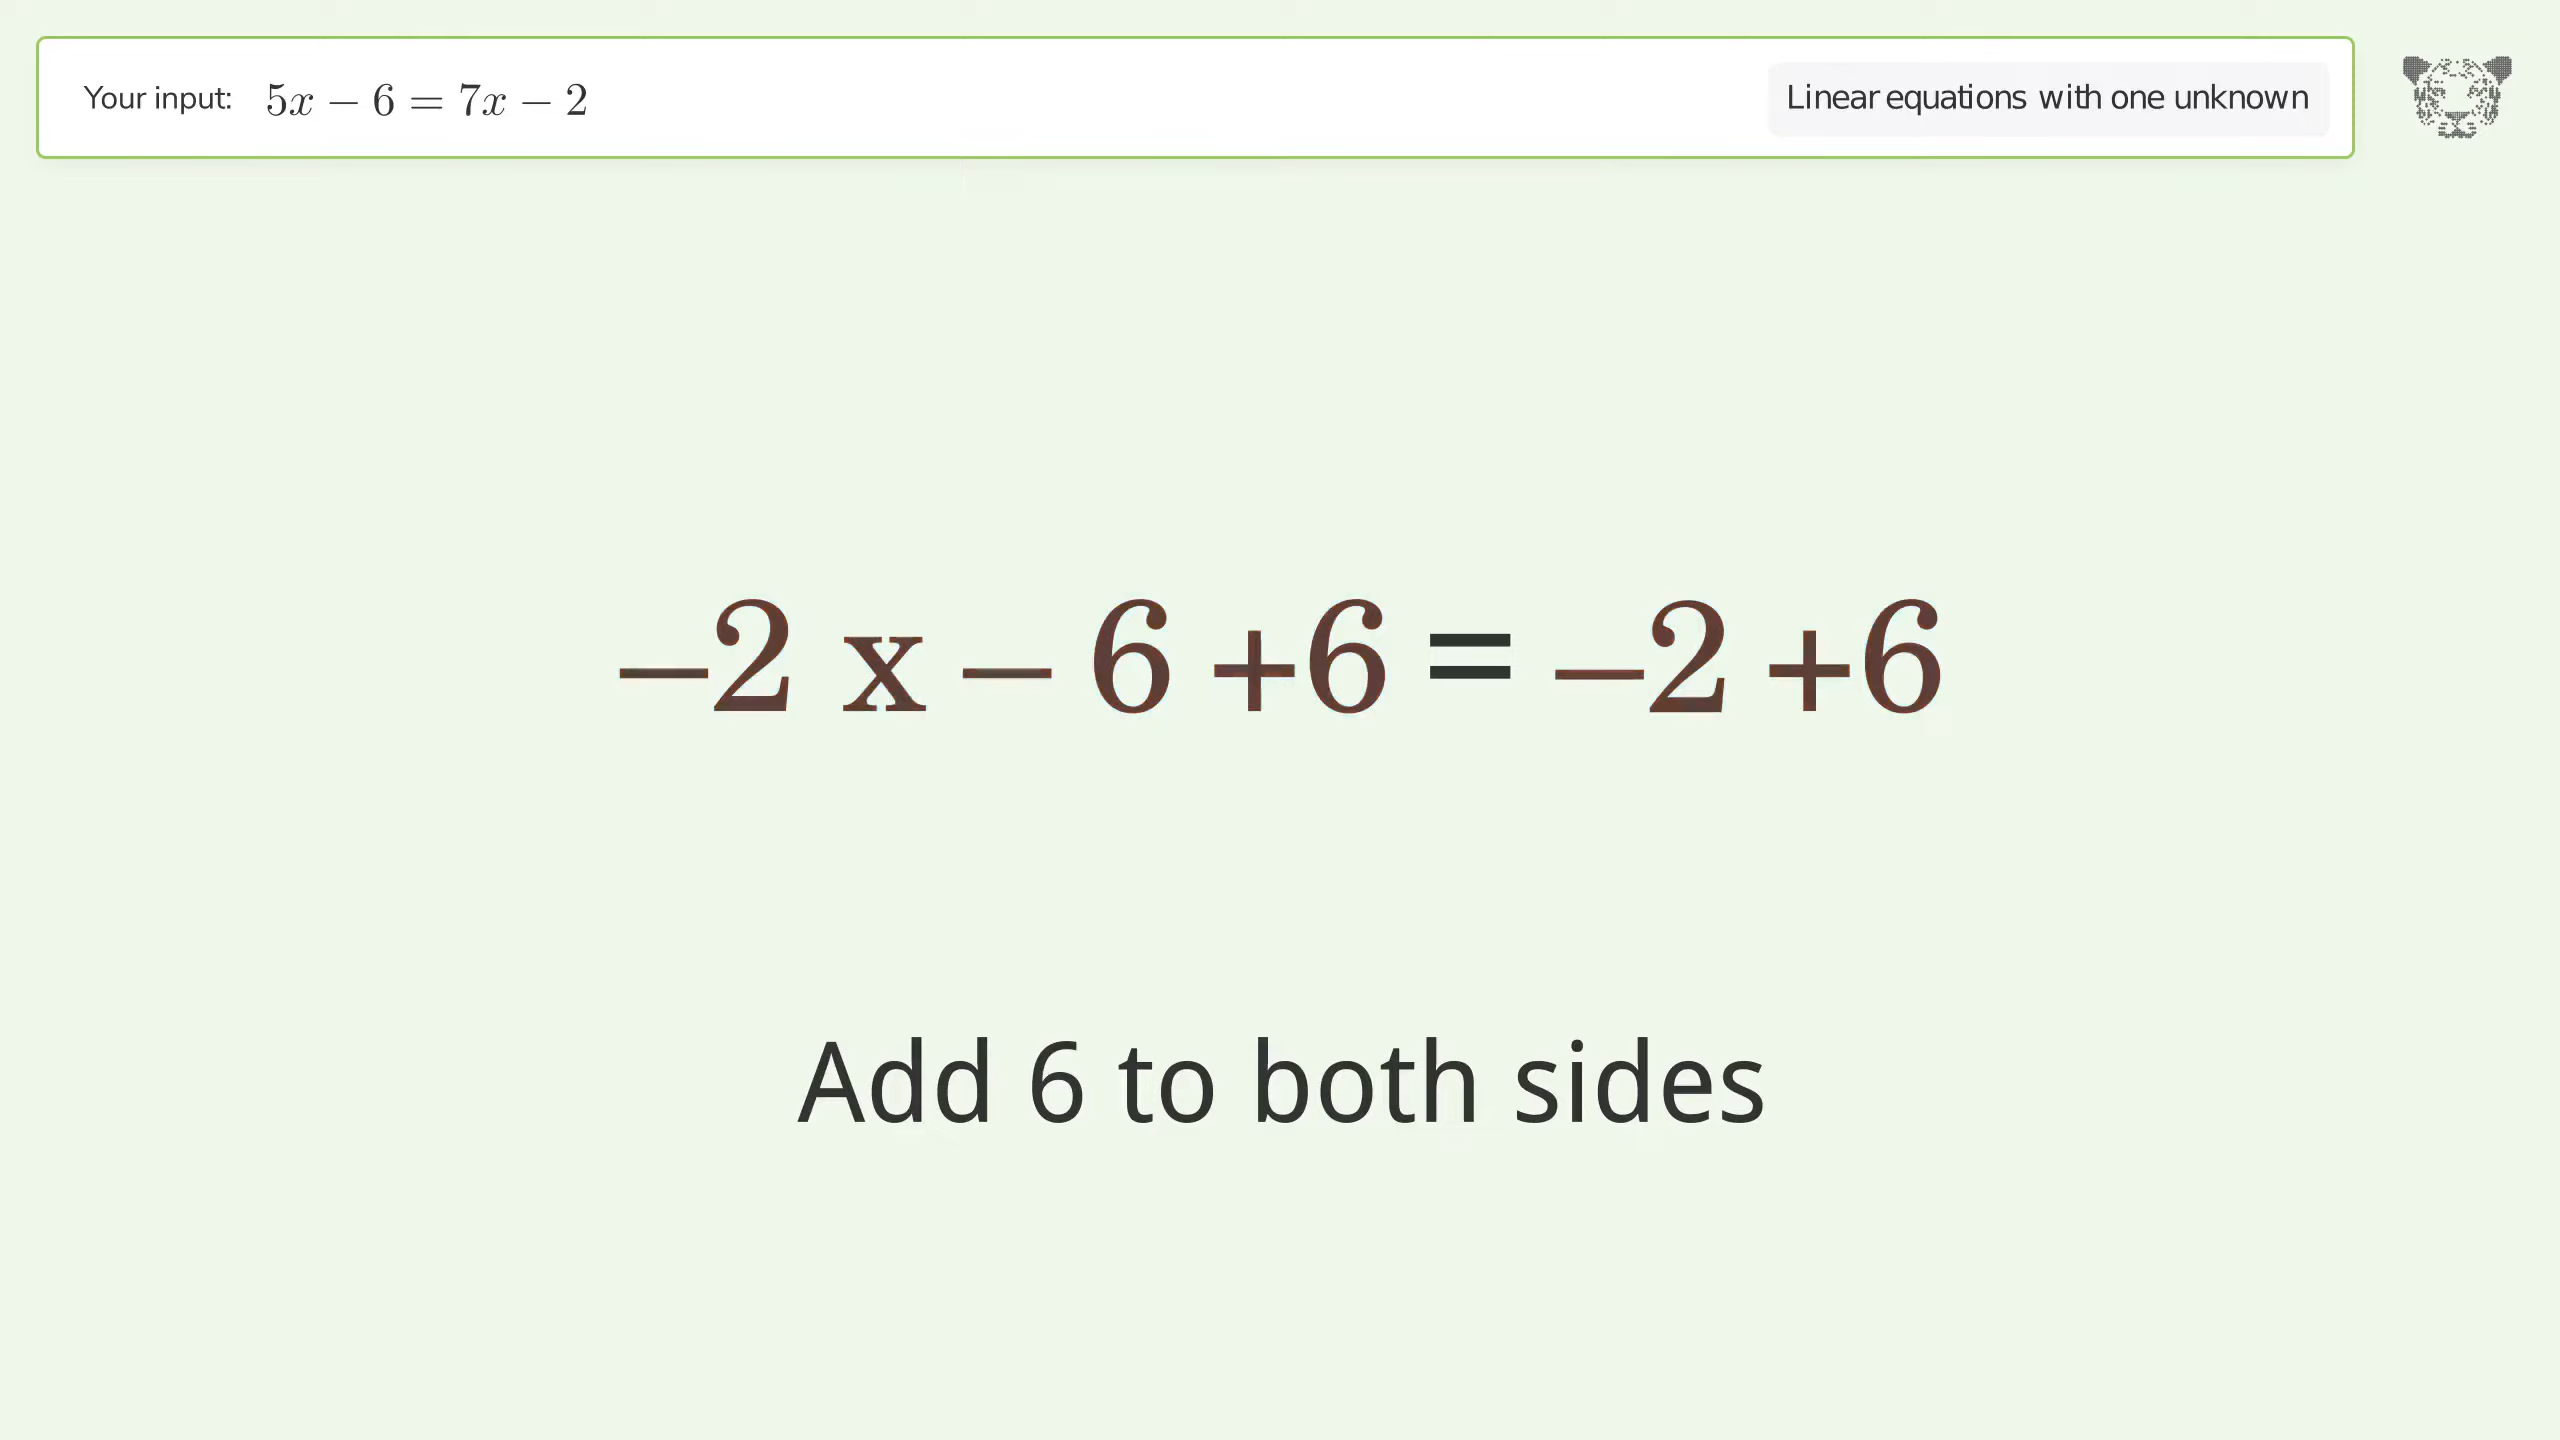 Your input: 5x − 6 = 7x − 2
Linear equations with one unknown
−2 x − 6 +6 = −2 +6
Add 6 to both sides